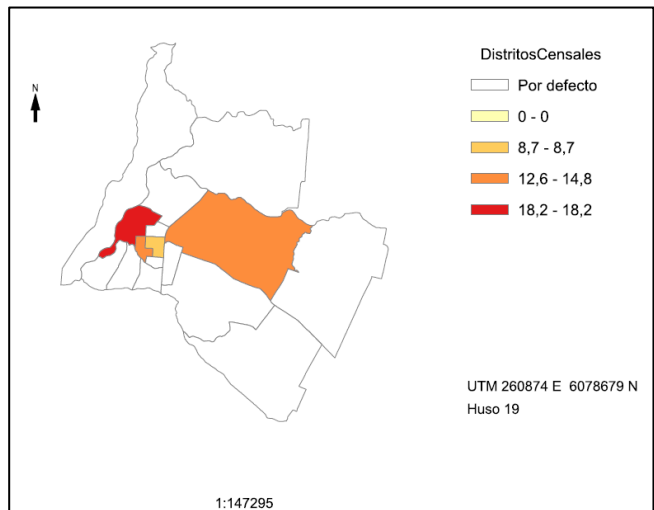 N
DistritosCensales
Por defecto
0 - 0
8,7 - 8,7
12,6 - 14,8
18,2 - 18,2
UTM 260874 E 6078679 N
Huso 19
1:147295